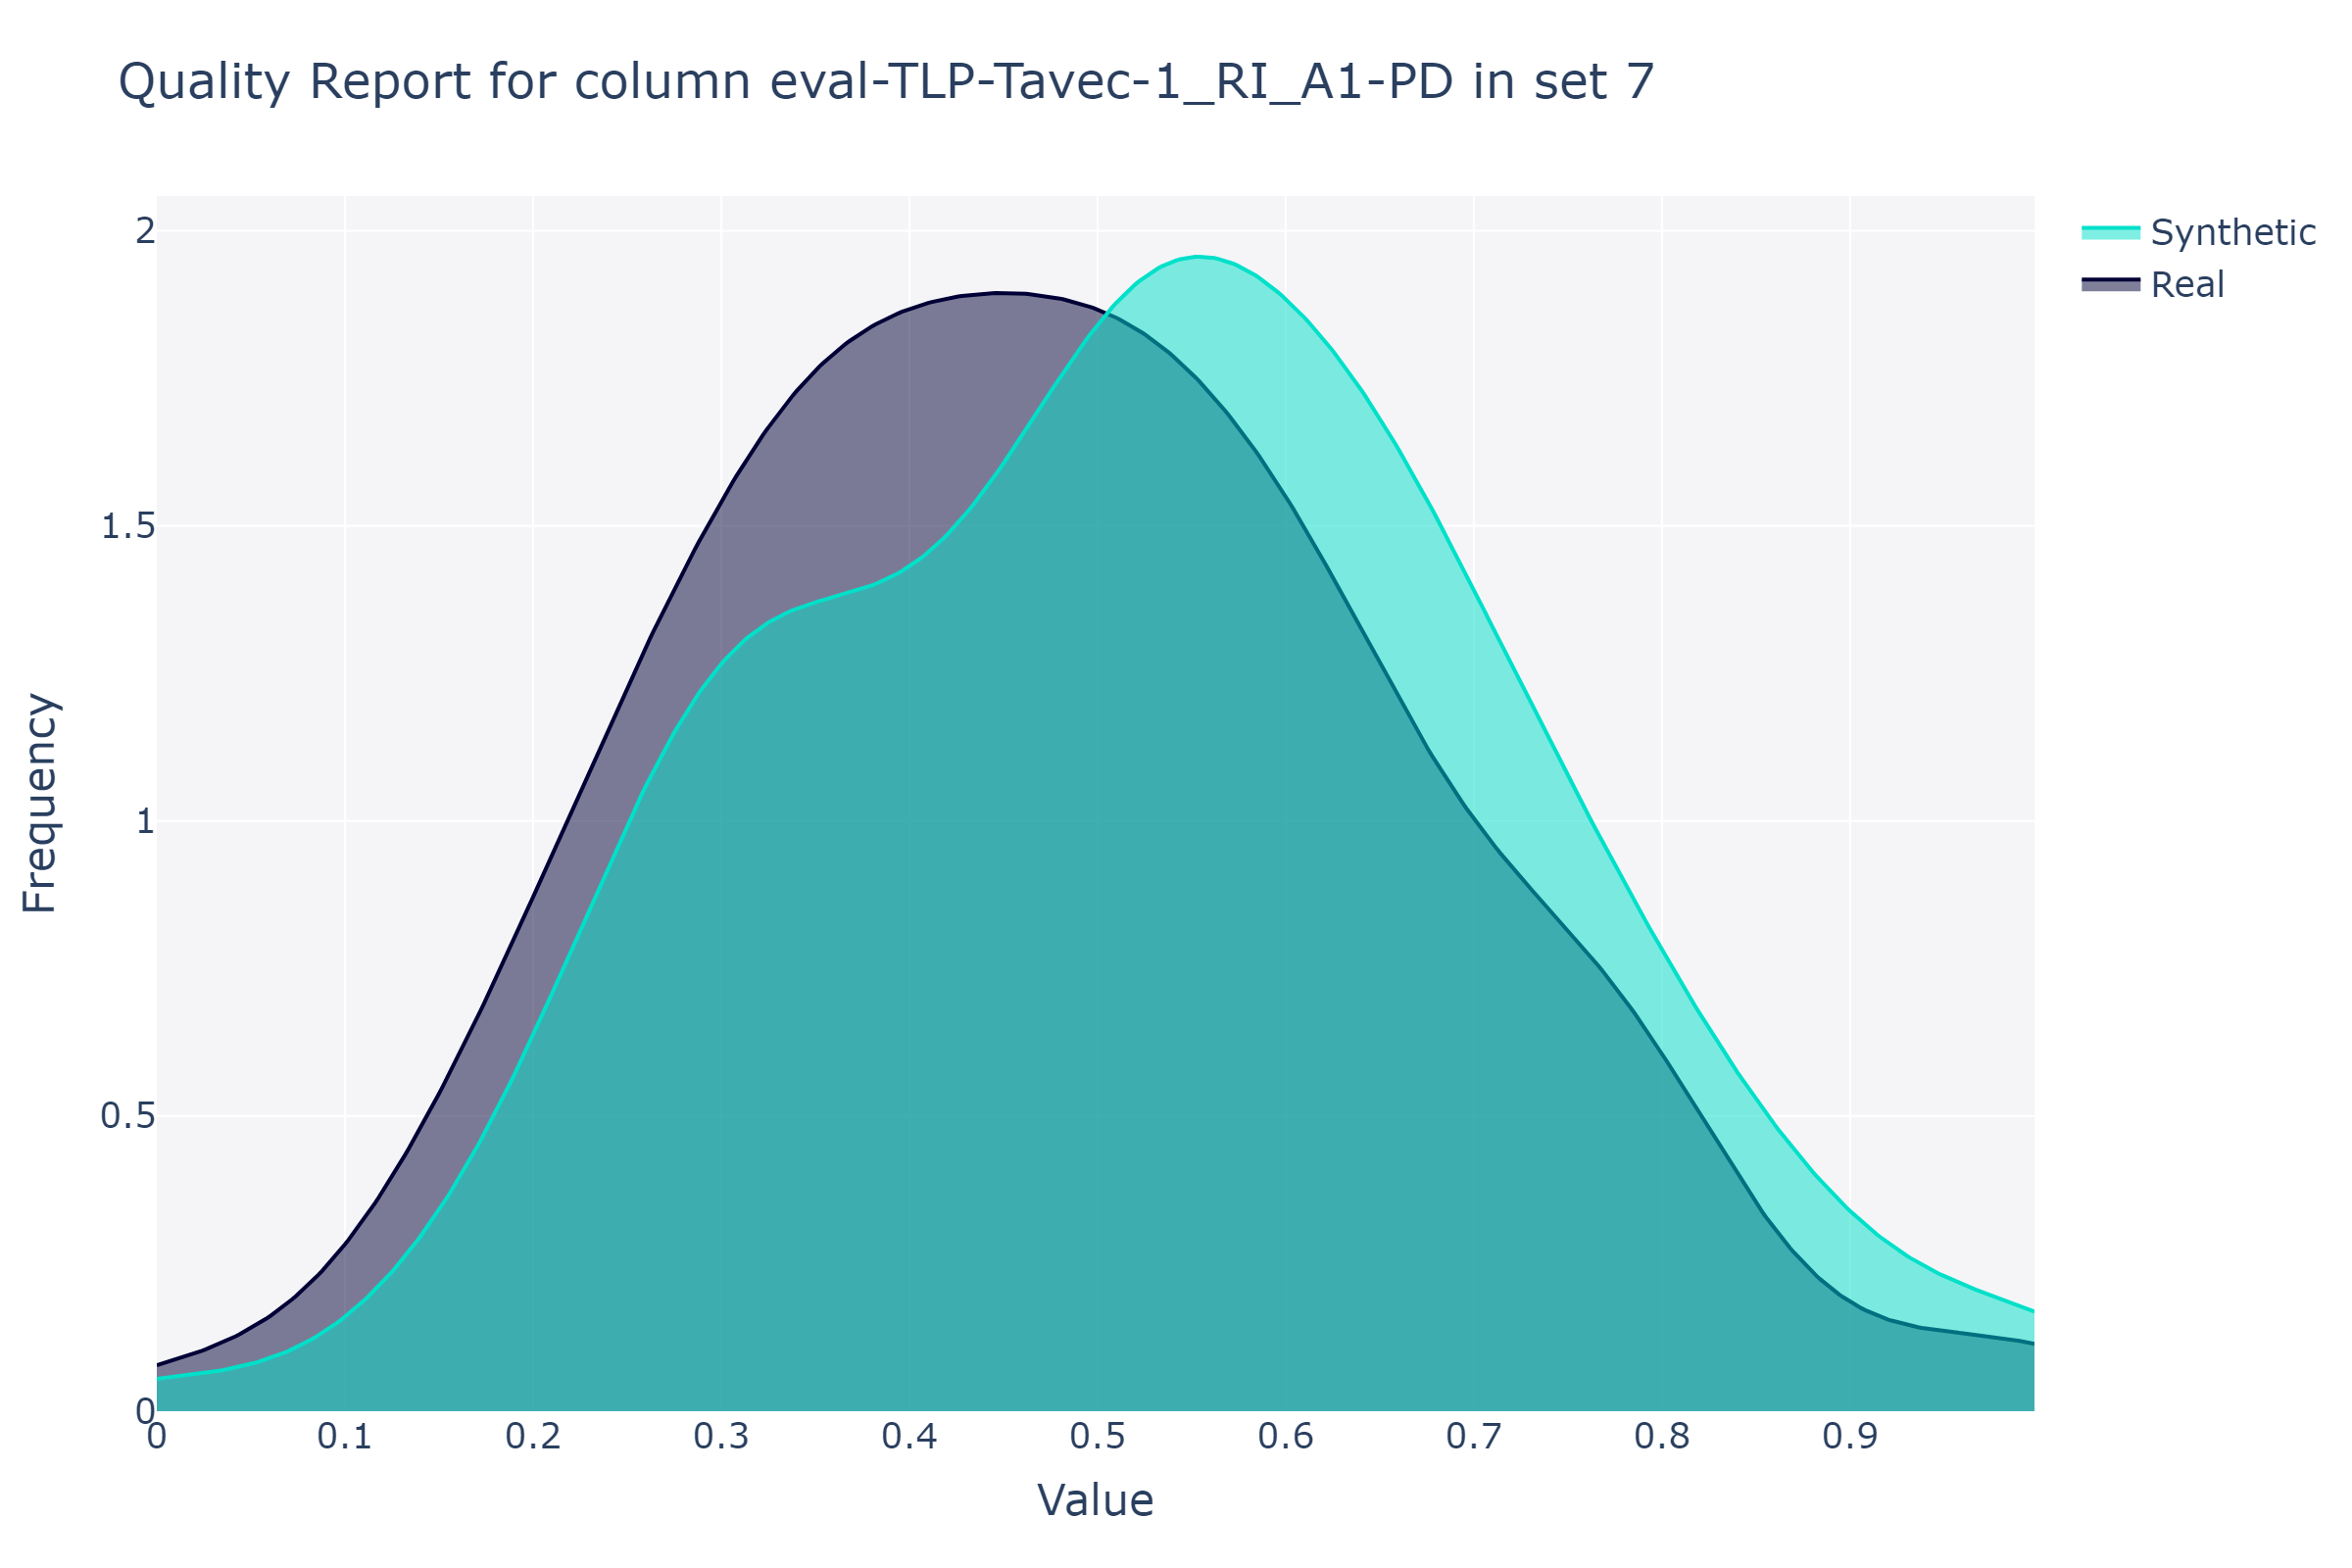 Quality Report for column eval-TLP-Tavec-1_RI_A1-PD in set 7
Synthetic
Real
Frequency
2
1.5
1
0.5
0
0 0.1 0.2 0.3 0.4 0.5 0.6 0.7 0.8 0.9
Value